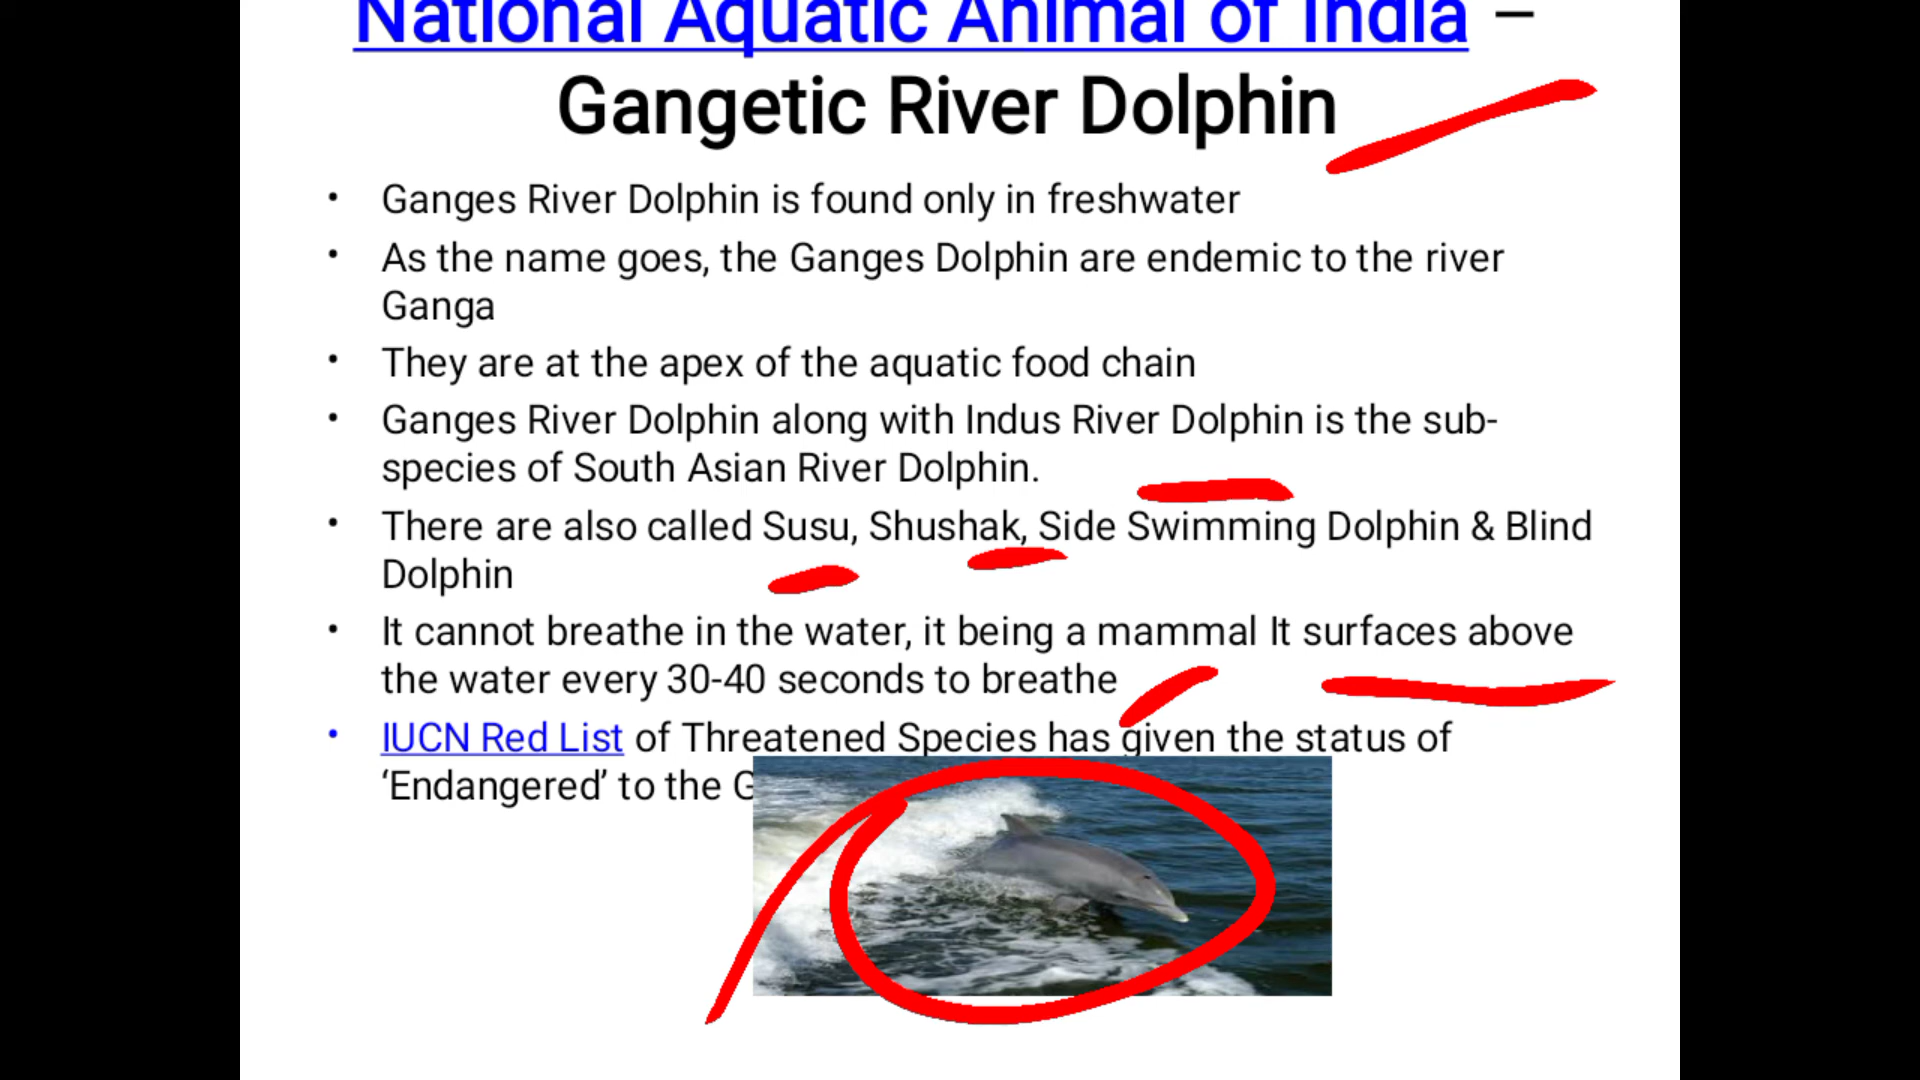 National Aquatic Animal of India –
Gangetic River Dolphin
• Ganges River Dolphin is found only in freshwater
• As the name goes, the Ganges Dolphin are endemic to the river
Ganga
• They are at the apex of the aquatic food chain
• Ganges River Dolphin along with Indus River Dolphin is the sub-
species of South Asian River Dolphin.
• There are also called Susu, Shushak, Side Swimming Dolphin & Blind
Dolphin
• It cannot breathe in the water, it being a mammal It surfaces above
the water every 30-40 seconds to breathe
• IUCN Red List of Threatened Species has given the status of
‘Endangered’ to the